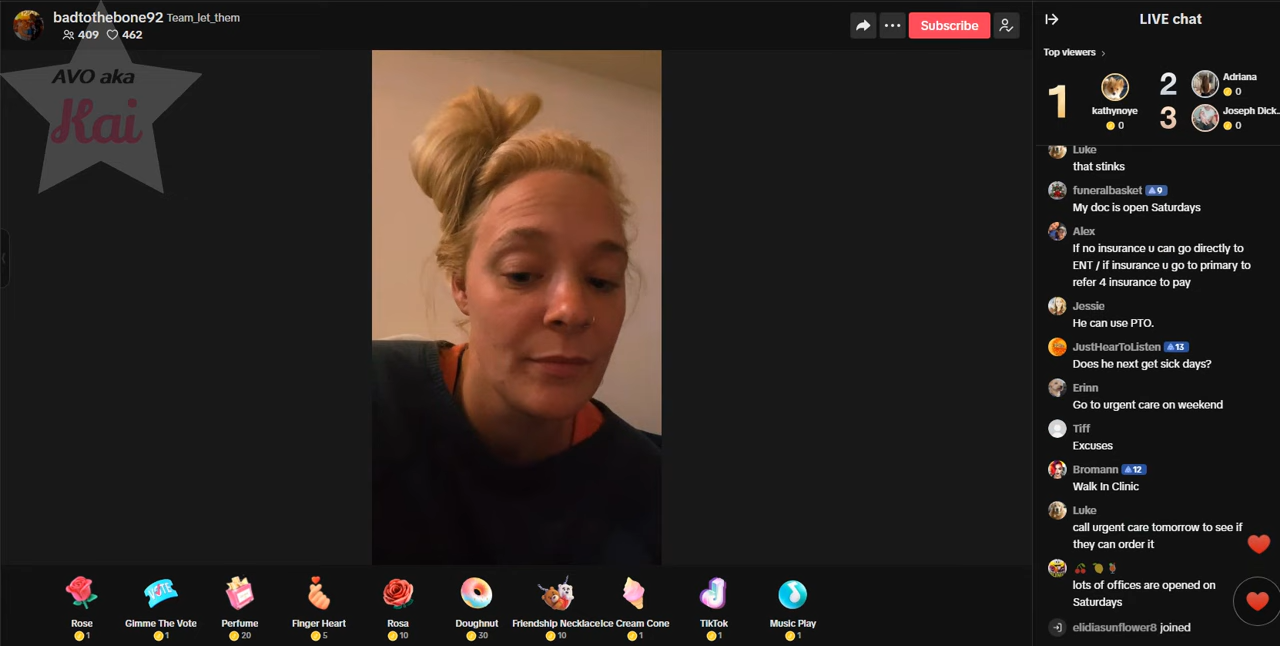 badtothebone92 Team_let_them
409 462
AVO aka
Kai
Subscribe
LIVE chat
Top viewers
1
kathynoye
0
2
Adriana
0
3
Joseph Dick..
0
Luke
that stinks
funeralbasket 9
My doc is open Saturdays
Alex
If no insurance u can go directly to
ENT / if insurance u go to primary to
refer 4 insurance to pay
Jessie
He can use PTO.
JustHearToListen 13
Does he next get sick days?
Erinn
Go to urgent care on weekend
Tiff
Excuses
Bromann 12
Walk In Clinic
Luke
call urgent care tomorrow to see if
they can order it
lots of offices are opened on
Saturdays
elidiasunflower8 joined
Rose
1
Gimme The Vote
1
Perfume
20
Finger Heart
5
Rosa
10
Doughnut
30
Friendship Necklace
10
Ice Cream Cone
1
TikTok
1
Music Play
1